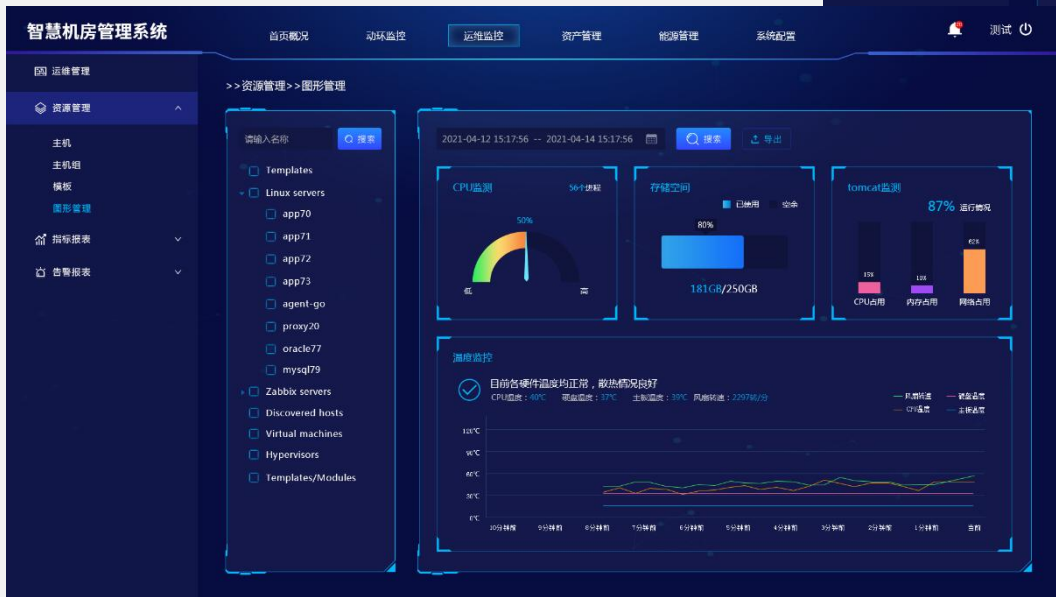 智慧机房管理系统
首页概况 动环监控 运维监控 资产管理 能源管理 系统配置
测试
运维管理
资源管理
主机
主机组
模板
图形管理
指标报表
告警报表
>>资源管理>>图形管理
请输入名称 搜索
Templates
Linux servers
app70
app71
app72
app73
agent-go
proxy20
oracle77
mysql79
Zabbix servers
Discovered hosts
Virtual machines
Hypervisors
Templates/Modules
2021-04-12 15:17:56 -- 2021-04-14 15:17:56 搜索 导出
CPU监测 56个进程
50%
低 高
存储空间
已使用 空余
80%
181GB/250GB
tomcat监测
87% 运行情况
15% 10% 62%
CPU占用 内存占用 网络占用
温度监控
目前各硬件温度均正常，散热情况良好
CPU温度：40℃ 硬盘温度：37℃ 主板温度：39℃ 风扇转速：2297转/分
风扇转速 硬盘温度
CPU温度 主板温度
120℃
90℃
60℃
30℃
0℃
10分钟前 9分钟前 8分钟前 7分钟前 6分钟前 5分钟前 4分钟前 3分钟前 2分钟前 1分钟前 当前